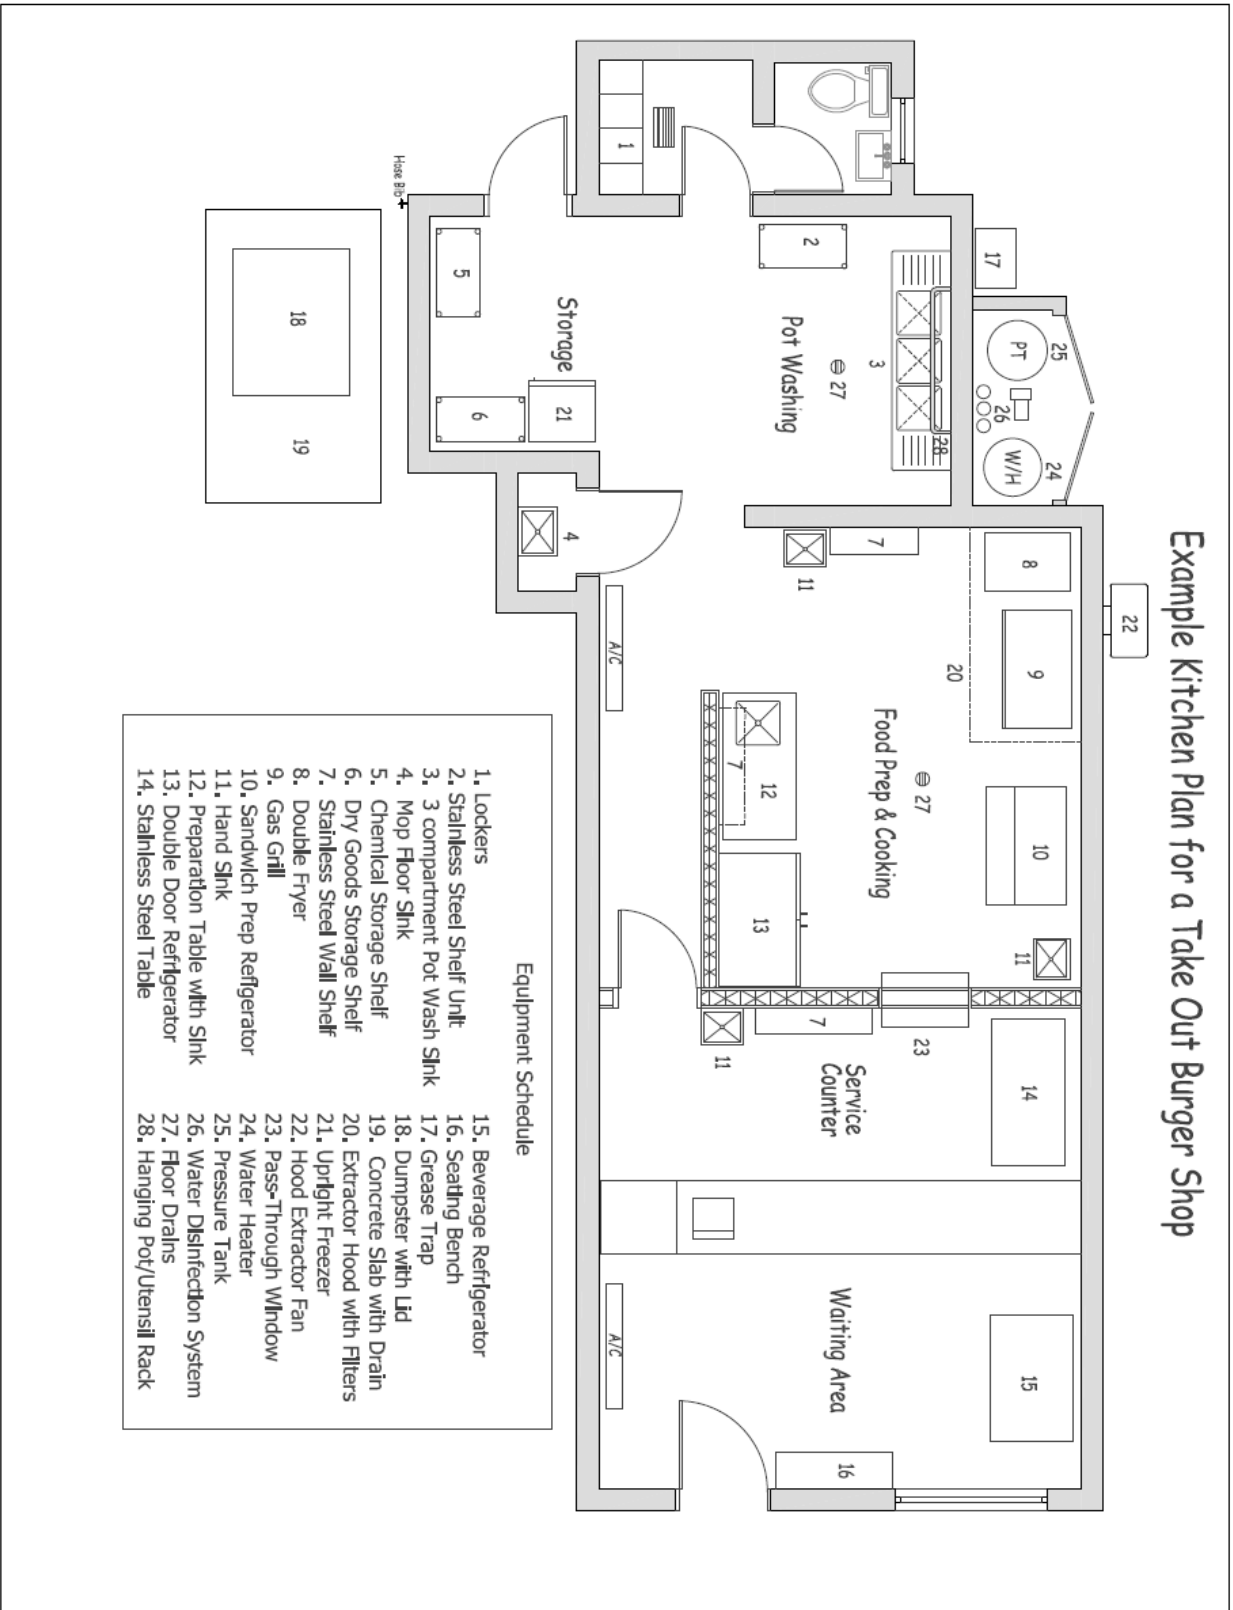 Example Kitchen Plan for a Take Out Burger Shop
22
17
25
PT
26
24
W/H
28
3
27
2
Pot Washing
1
Storage
5
6
21
4
Hose Bib
18
19
8
9
20
7
11
10
11
27
Food Prep & Cooking
7
12
13
A/C
7
11
23
Service
Counter
14
15
Waiting Area
16
A/C
Equipment Schedule
1. Lockers
2. Stainless Steel Shelf Unit
3. 3 compartment Pot Wash Sink
4. Mop Floor Sink
5. Chemical Storage Shelf
6. Dry Goods Storage Shelf
7. Stainless Steel Wall Shelf
8. Double Fryer
9. Gas Grill
10. Sandwich Prep Refigerator
11. Hand Sink
12. Preparation Table with Sink
13. Double Door Refrigerator
14. Stainless Steel Table
15. Beverage Refrigerator
16. Seating Bench
17. Grease Trap
18. Dumpster with Lid
19. Concrete Slab with Drain
20. Extractor Hood with Filters
21. Upright Freezer
22. Hood Extractor Fan
23. Pass-Through Window
24. Water Heater
25. Pressure Tank
26. Water Disinfection System
27. Floor Drains
28. Hanging Pot/Utensil Rack